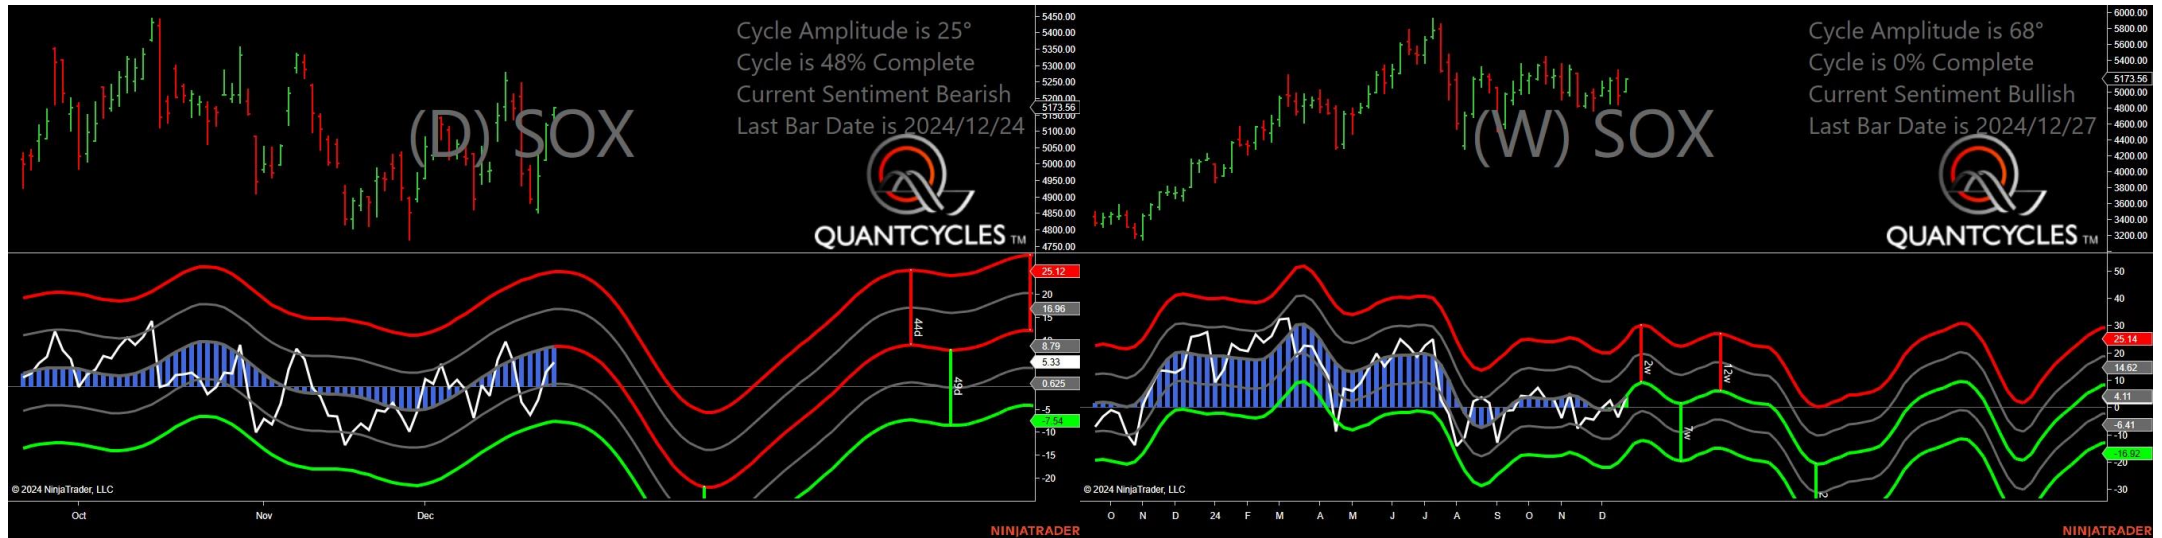 Cycle Amplitude is 25°
Cycle is 48% Complete
Current Sentiment Bearish
Last Bar Date is 2024/12/24
(D) SOX
QUANTCYCLES TM
5450.00
5400.00
5350.00
5300.00
5250.00
5200.00
5173.56
5150.00
5100.00
5050.00
5000.00
4950.00
4900.00
4850.00
4800.00
4750.00
25.12
20
16.96
15
8.79
5.33
0.625
-5
-7.54
-10
-15
-20
44d
49d
© 2024 NinjaTrader, LLC
Oct Nov Dec
NINJATRADER
Cycle Amplitude is 68°
Cycle is 0% Complete
Current Sentiment Bullish
Last Bar Date is 2024/12/27
(W) SOX
QUANTCYCLES TM
6000.00
5800.00
5600.00
5400.00
5173.56
5000.00
4800.00
4600.00
4400.00
4200.00
4000.00
3800.00
3600.00
3400.00
3200.00
50
40
30
25.14
20
14.62
10
4.11
0
-6.41
-10
-16.92
-20
-30
2w
12w
7w
2
© 2024 NinjaTrader, LLC
O N D 24 F M A M J J A S O N D
NINJATRADER